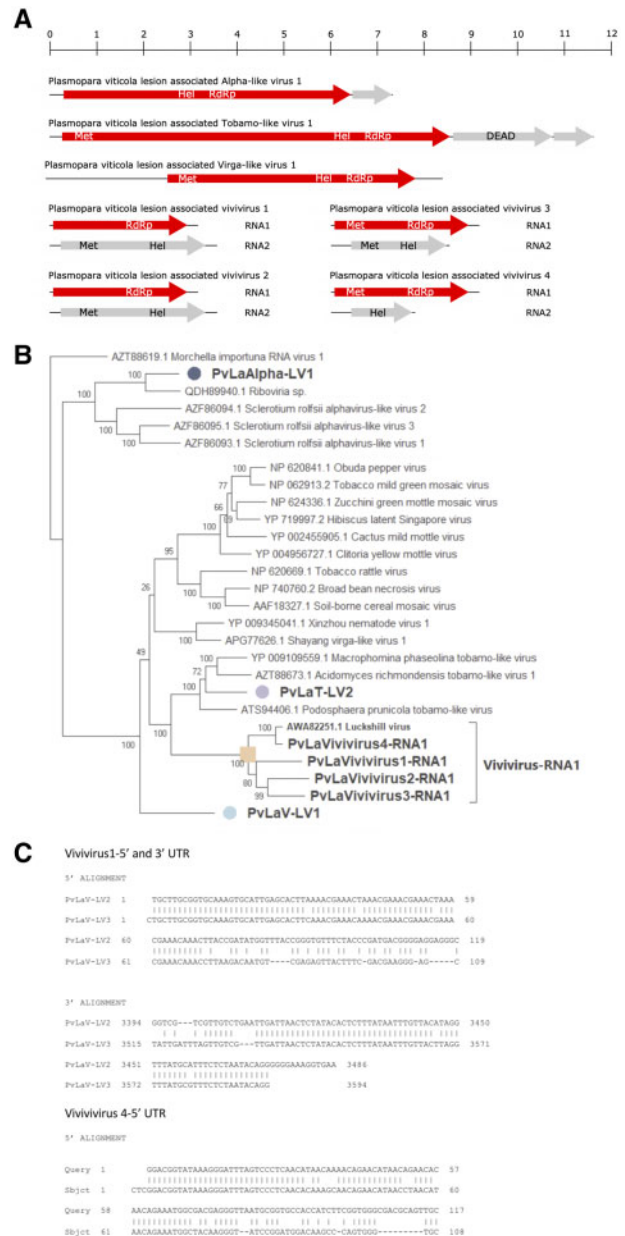 A
0 1 2 3 4 5 6 7 8 9 10 11 12
Plasmopara viticola lesion associated Alpha-like virus 1
Hel RdRp
Plasmopara viticola lesion associated Tobamo-like virus 1
Met Hel RdRp DEAD
Plasmopara viticola lesion associated Virga-like virus 1
Met Hel RdRp
Plasmopara viticola lesion associated vivivirus 1
RdRp RNA1
Met Hel RNA2
Plasmopara viticola lesion associated vivivirus 3
Met RdRp RNA1
Met Hel RNA2
Plasmopara viticola lesion associated vivivirus 2
RdRp RNA1
Met Hel RNA2
Plasmopara viticola lesion associated vivivirus 4
Met RdRp RNA1
Hel RNA2
B
AZT88619.1 Morchella importuna RNA virus 1
100 PvLaAlpha-LV1
QDH89940.1 Riboviria sp.
100
AZF86094.1 Sclerotium rolfsii alphavirus-like virus 2
100
AZF86095.1 Sclerotium rolfsii alphavirus-like virus 3
100 AZF86093.1 Sclerotium rolfsii alphavirus-like virus 1
100 NP 620841.1 Obuda pepper virus
77 NP 062913.2 Tobacco mild green mosaic virus
66 NP 624336.1 Zucchini green mottle mosaic virus
YP 719997.2 Hibiscus latent Singapore virus
100 YP 002455905.1 Cactus mild mottle virus
YP 004956727.1 Clitoria yellow mottle virus
95
NP 620669.1 Tobacco rattle virus
100 NP 740760.2 Broad bean necrosis virus
26
100 AAF18327.1 Soil-borne cereal mosaic virus
YP 009345041.1 Xinzhou nematode virus 1
49 100 APG77626.1 Shayang virga-like virus 1
YP 009109559.1 Macrophomina phaseolina tobamo-like virus
72 AZT88673.1 Acidomyces richmondensis tobamo-like virus 1
100 PvLaT-LV2
100 ATS94406.1 Podosphaera prunicola tobamo-like virus
100 AWA82251.1 Luckshill virus
PvLaVivivirus4-RNA1
100 PvLaVivivirus1-RNA1
80 PvLaVivivirus2-RNA1
99 PvLaVivivirus3-RNA1
Vivivirus-RNA1
100 PvLaV-LV1
C
Vivivirus1-5’ and 3’ UTR
5' ALIGNMENT
PvLaV-LV2 1 TGCTTGCGGTGCAAAGTGCATTGAGCACTTAAAACGAAACTAAACGAAACGAAACTAAA 59
PvLaV-LV3 1 CTGCTTGCGGTGCAAAGTGCATTGAGCACTTCAAACGAAACTAAACGAAACGAAACGAAA 60
PvLaV-LV2 60 CGAAACAAACTTACCGATATGGTTTACCGGGTGTTTCTACCCGATGACGGGGAGGAGGGC 119
PvLaV-LV3 61 CGAAACAAACCTTAAGACAATGT----CGAGAGTTACTTTC-GACGAAGGG-AG-----C 109
3' ALIGNMENT
PvLaV-LV2 3394 GGTCG---TCGTTGTCTGAATTGATTAACTCTATACACTCTTTATAATTTGTTACATAGG 3450
PvLaV-LV3 3515 TATTGATTTAGTTGTCG---TTGATTAACTCTATACACTCTTTATAATTTGTTACTTAGG 3571
PvLaV-LV2 3451 TTTATGCATTTCTCTAATACAGGGGGGAAAGGTGAA 3486
PvLaV-LV3 3572 TTTATGCGTTTCTCTAATACAGG 3594
Vivivirus 4-5’ UTR
5' ALIGNMENT
Query 1 GGACGGTATAAAGGGATTTAGTCCCTCAACATAACAAAACAGAACATAACAGAACAC 57
Sbjct 1 CTCGGACGGTATAAAGGGATTTAGTCCCTCAACACAAAGCAACAGAACATAACCTAACAT 60
Query 58 AACAGAAATGGCGACGAGGGTTAATGCGGTGCCACCATCTTCGGTGGGCGACGCAGTTGC 117
Sbjct 61 AACAGAAATGGCTACAAGGGT--ATCCGGATGGACAAGCC-CAGTGGG---------TGC 108